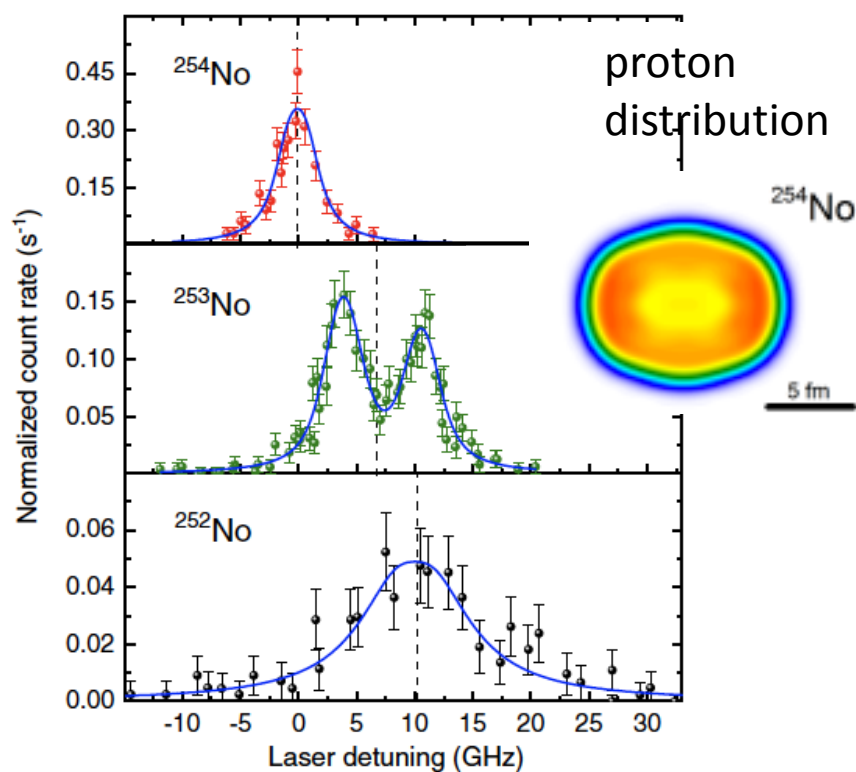 proton
distribution
254No
5 fm
Normalized count rate (s-1)
254No
0.45
0.30
0.15
253No
0.15
0.10
0.05
252No
0.06
0.04
0.02
0.00
-10 -5 0 5 10 15 20 25 30
Laser detuning (GHz)